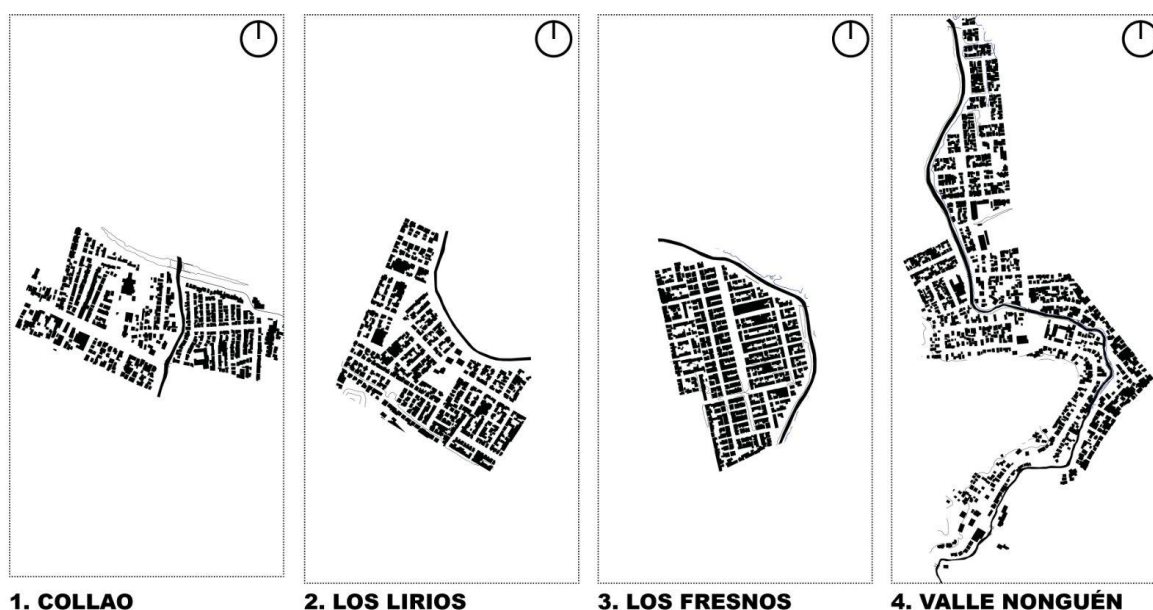 1. COLLAO
2. LOS LIRIOS
3. LOS FRESNOS
4. VALLE NONGUÉN